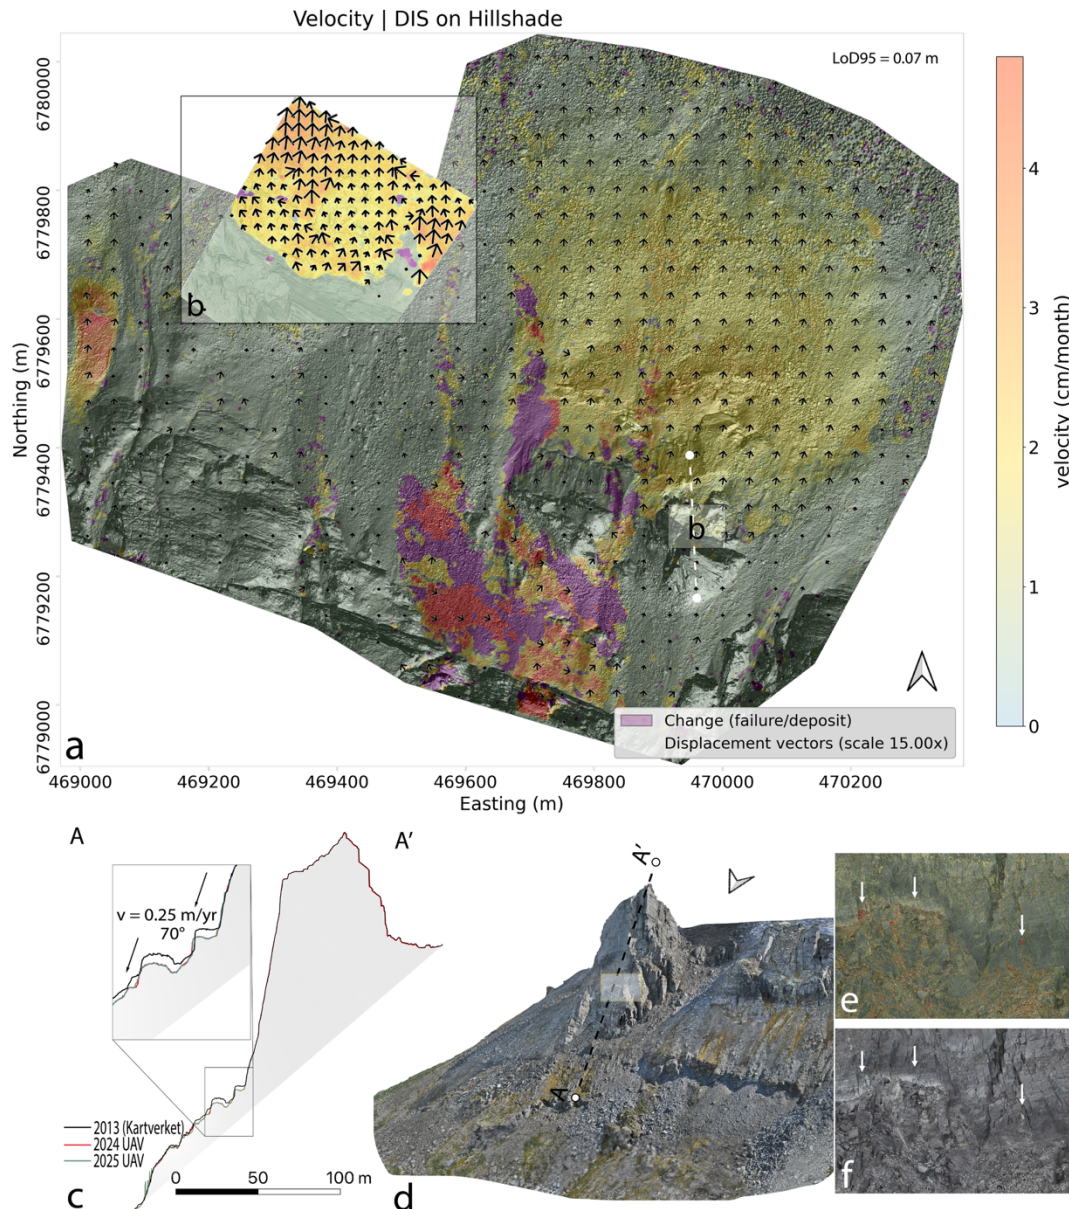 Velocity | DIS on Hillshade
a
LoD95 = 0.07 m
6780000
6779800
6779600
6779400
6779200
6779000
Northing (m)
b
b
4
3
2
1
0
velocity (cm/month)
Change (failure/deposit)
Displacement vectors (scale 15.00x)
a
469000
469200
469400
469600
469800
470000
470200
Easting (m)
A
A'
v = 0.25 m/yr
70°
2013 (Kartverket)
2024 UAV
2025 UAV
0
50
100 m
c
A'
A
d
e
f